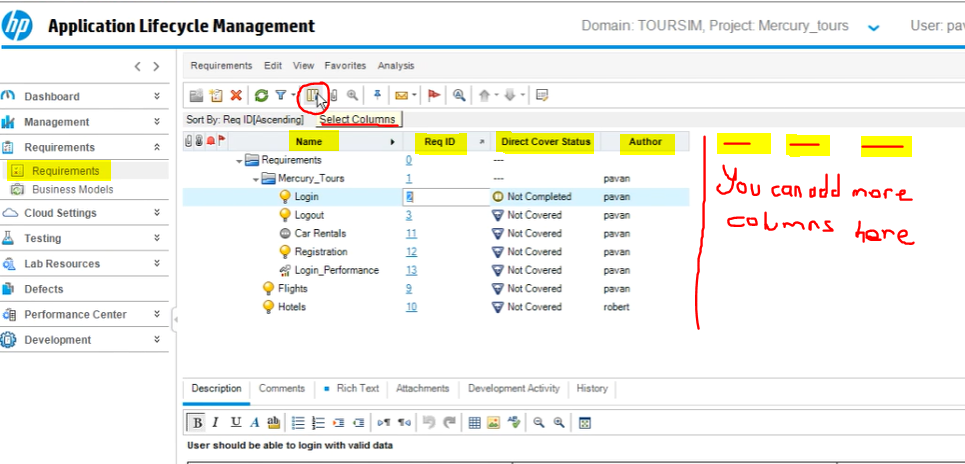 hp Application Lifecycle Management Domain: TOURSIM, Project: Mercury_tours User: pav
Requirements Edit View Favorites Analysis
Dashboard
Management
Requirements
Requirements
Business Models
Cloud Settings
Testing
Lab Resources
Defects
Performance Center
Development
Sort By: Req ID[Ascending] Select Columns
Name Req ID Direct Cover Status Author
Requirements 0 ---
Mercury_Tours 1 --- pavan
Login 2 Not Completed pavan
Logout 3 Not Covered pavan
Car Rentals 11 Not Covered pavan
Registration 12 Not Covered pavan
Login_Performance 13 Not Covered pavan
Flights 9 Not Covered pavan
Hotels 10 Not Covered robert
You can add more
columns here
Description Comments Rich Text Attachments Development Activity History
B I U A ab
User should be able to login with valid data